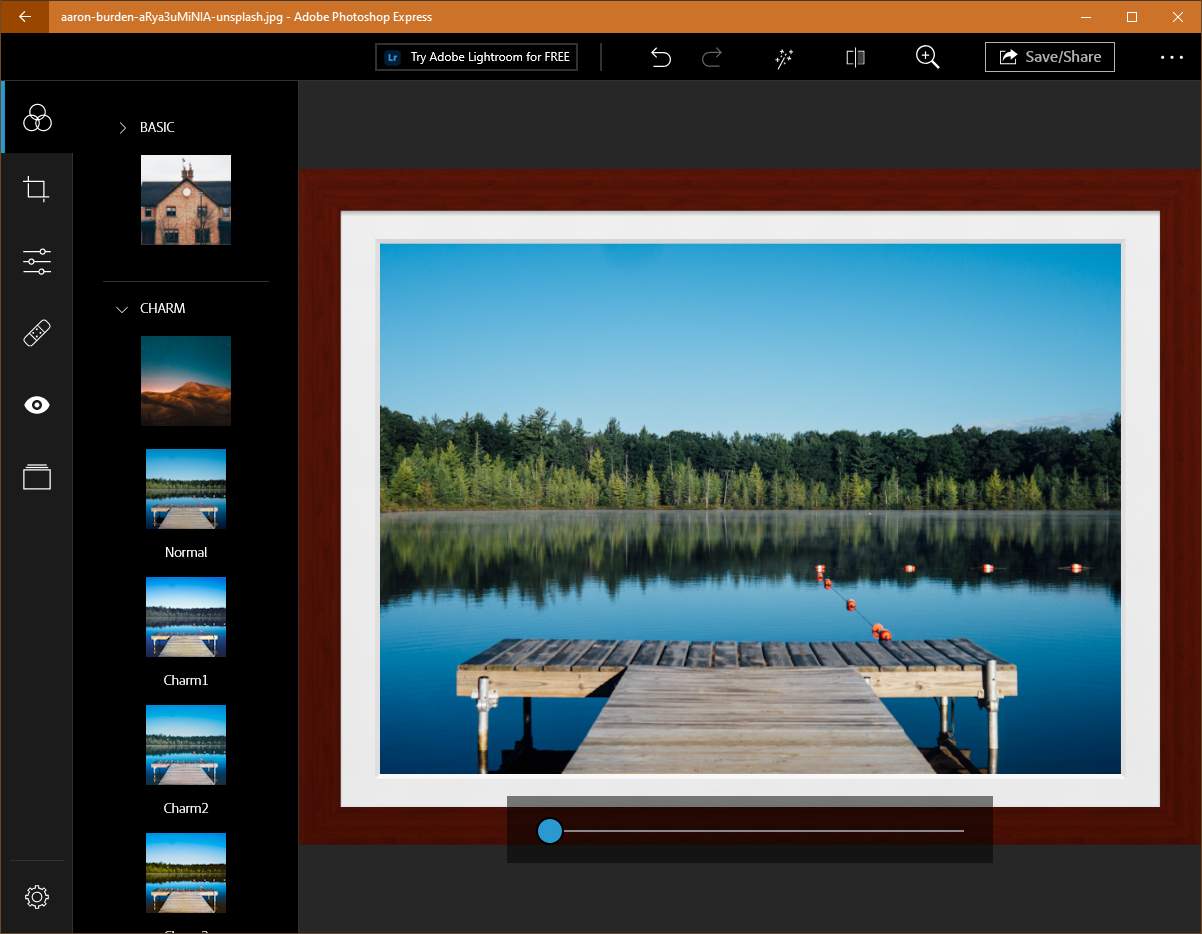 aaron-burden-aRya3uMiNIA-unsplash.jpg - Adobe Photoshop Express
Lr Try Adobe Lightroom for FREE
Save/Share
BASIC
CHARM
Normal
Charm1
Charm2